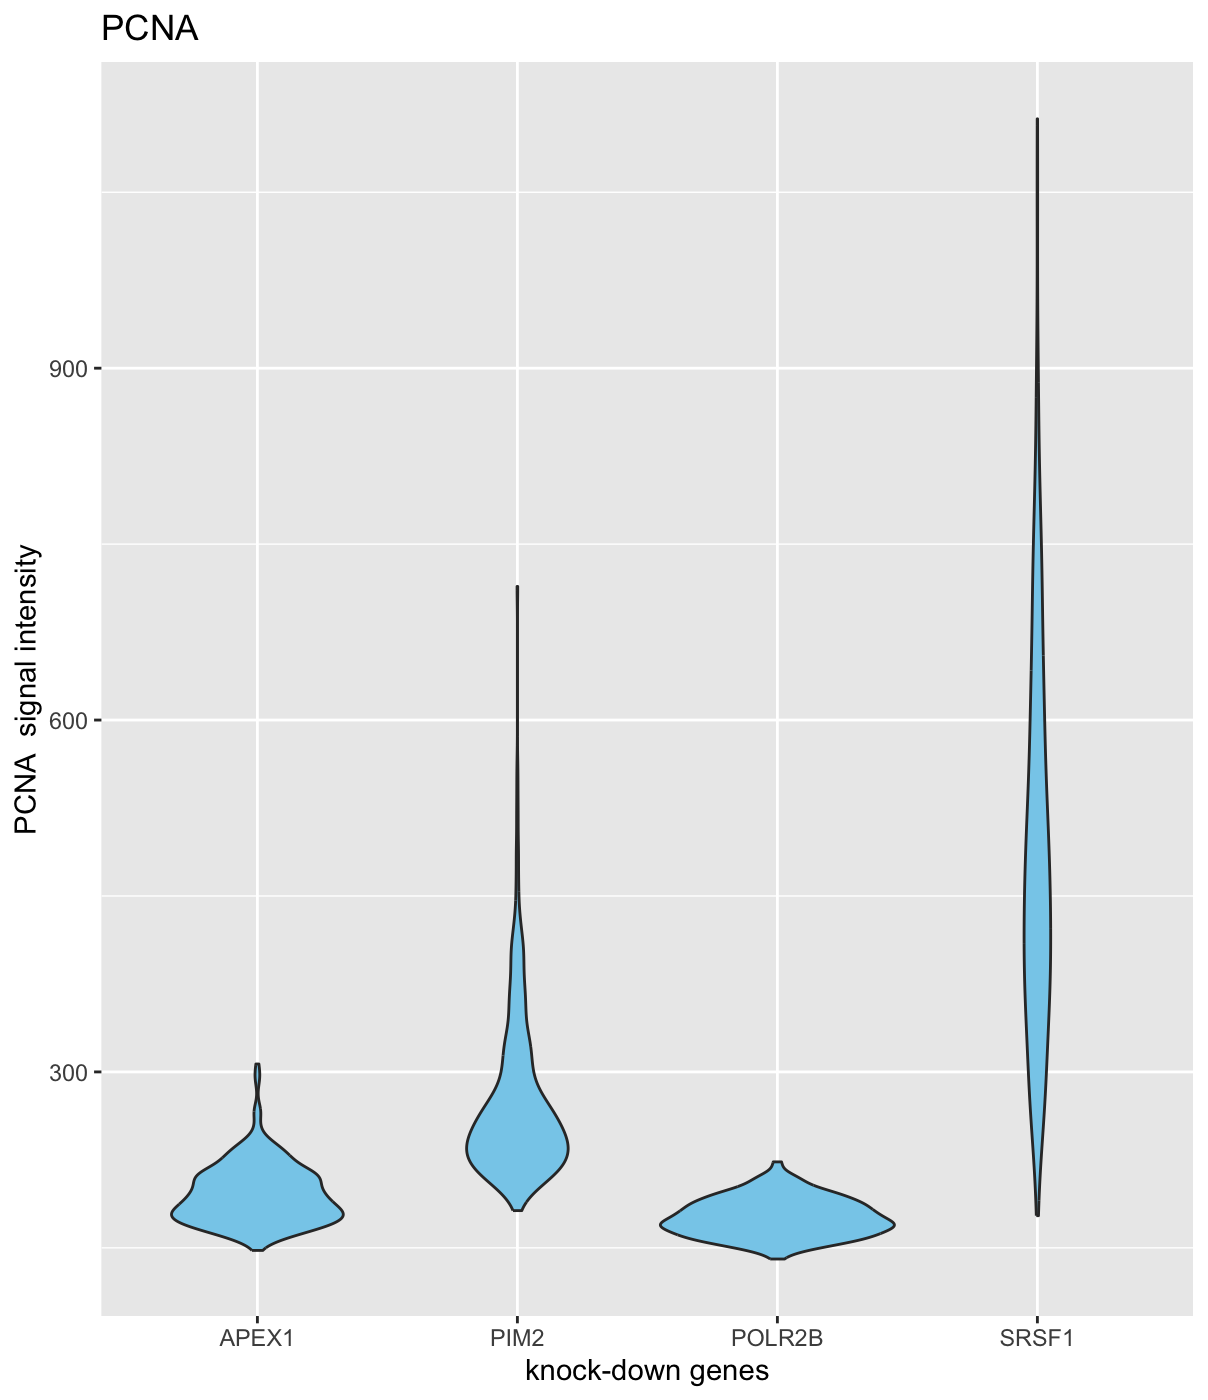 PCNA
PCNA  signal intensity
900
600
300
APEX1
PIM2
POLR2B
SRSF1
knock-down genes